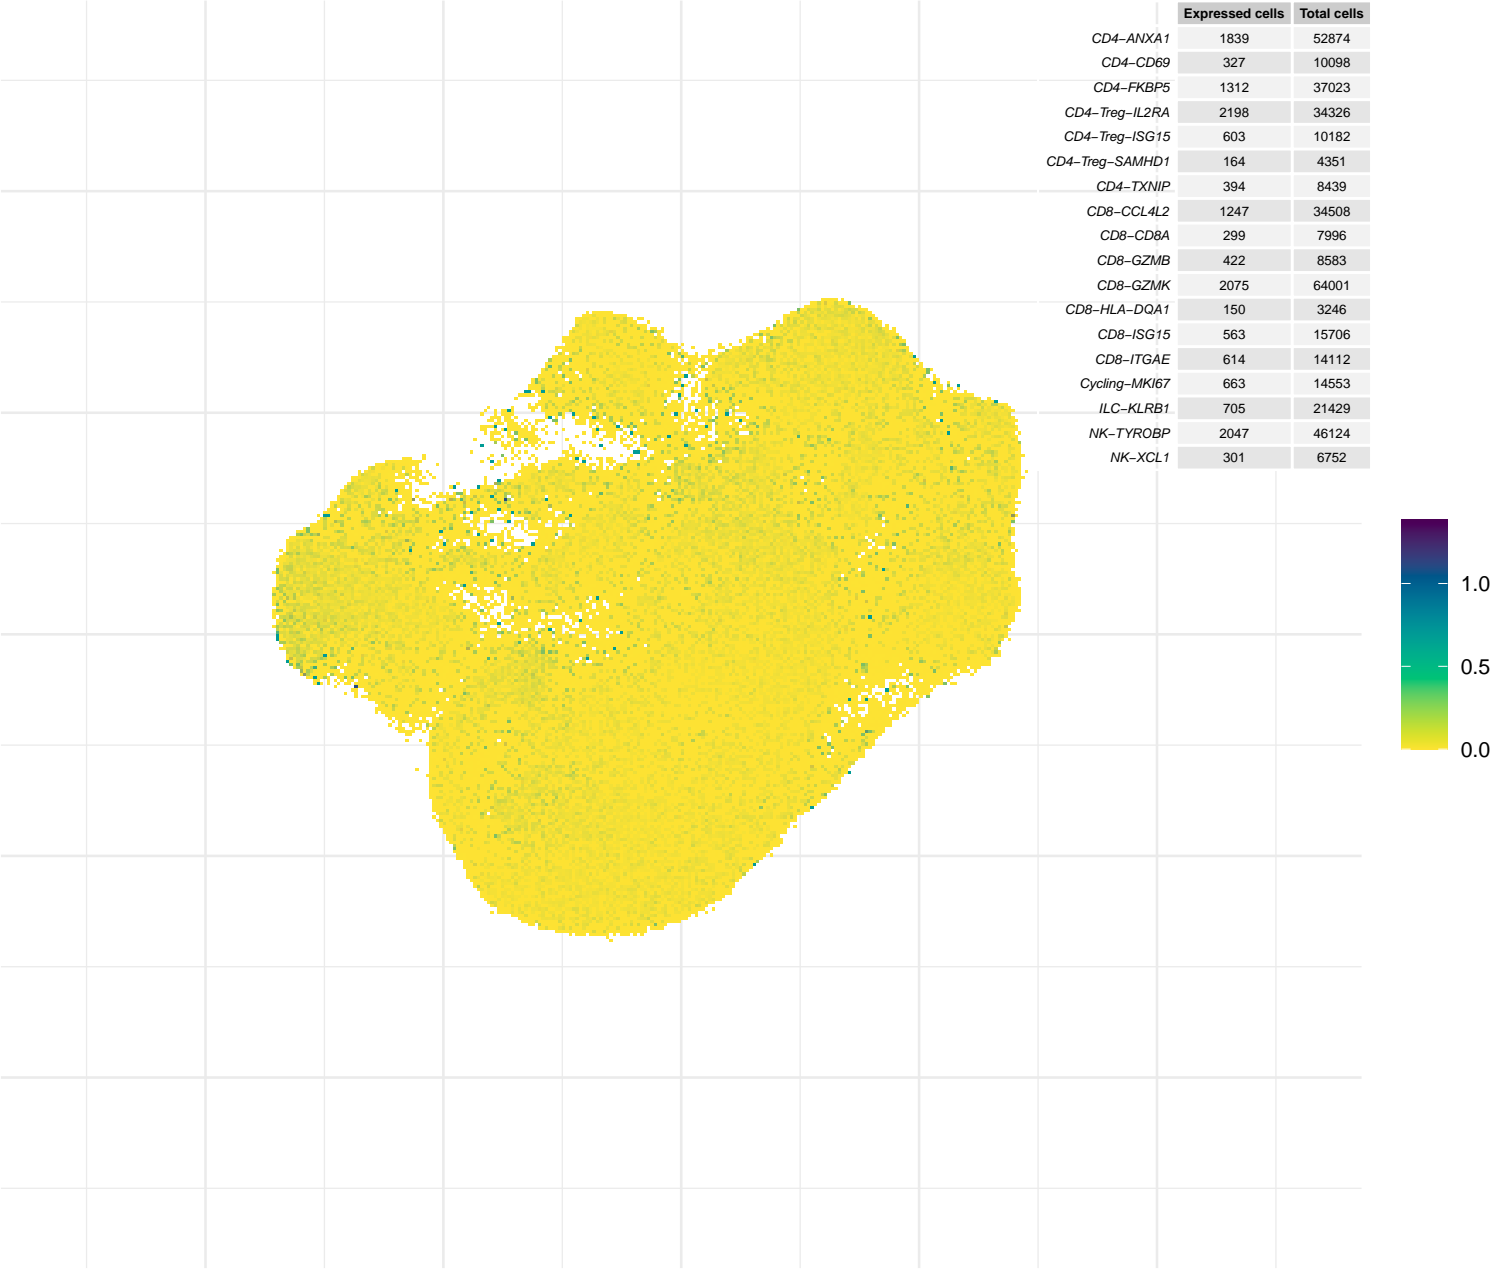 Expressed cells Total cells
CD4−ANXA1 1839 52874
CD4−CD69 327 10098
CD4−FKBP5 1312 37023
CD4−Treg−IL2RA 2198 34326
CD4−Treg−ISG15 603 10182
CD4−Treg−SAMHD1 164 4351
CD4−TXNIP 394 8439
CD8−CCL4L2 1247 34508
CD8−CD8A 299 7996
CD8−GZMB 422 8583
CD8−GZMK 2075 64001
CD8−HLA−DQA1 150 3246
CD8−ISG15 563 15706
CD8−ITGAE 614 14112
Cycling−MKI67 663 14553
ILC−KLRB1 705 21429
NK−TYROBP 2047 46124
NK−XCL1 301 6752
1.0
0.5
0.0